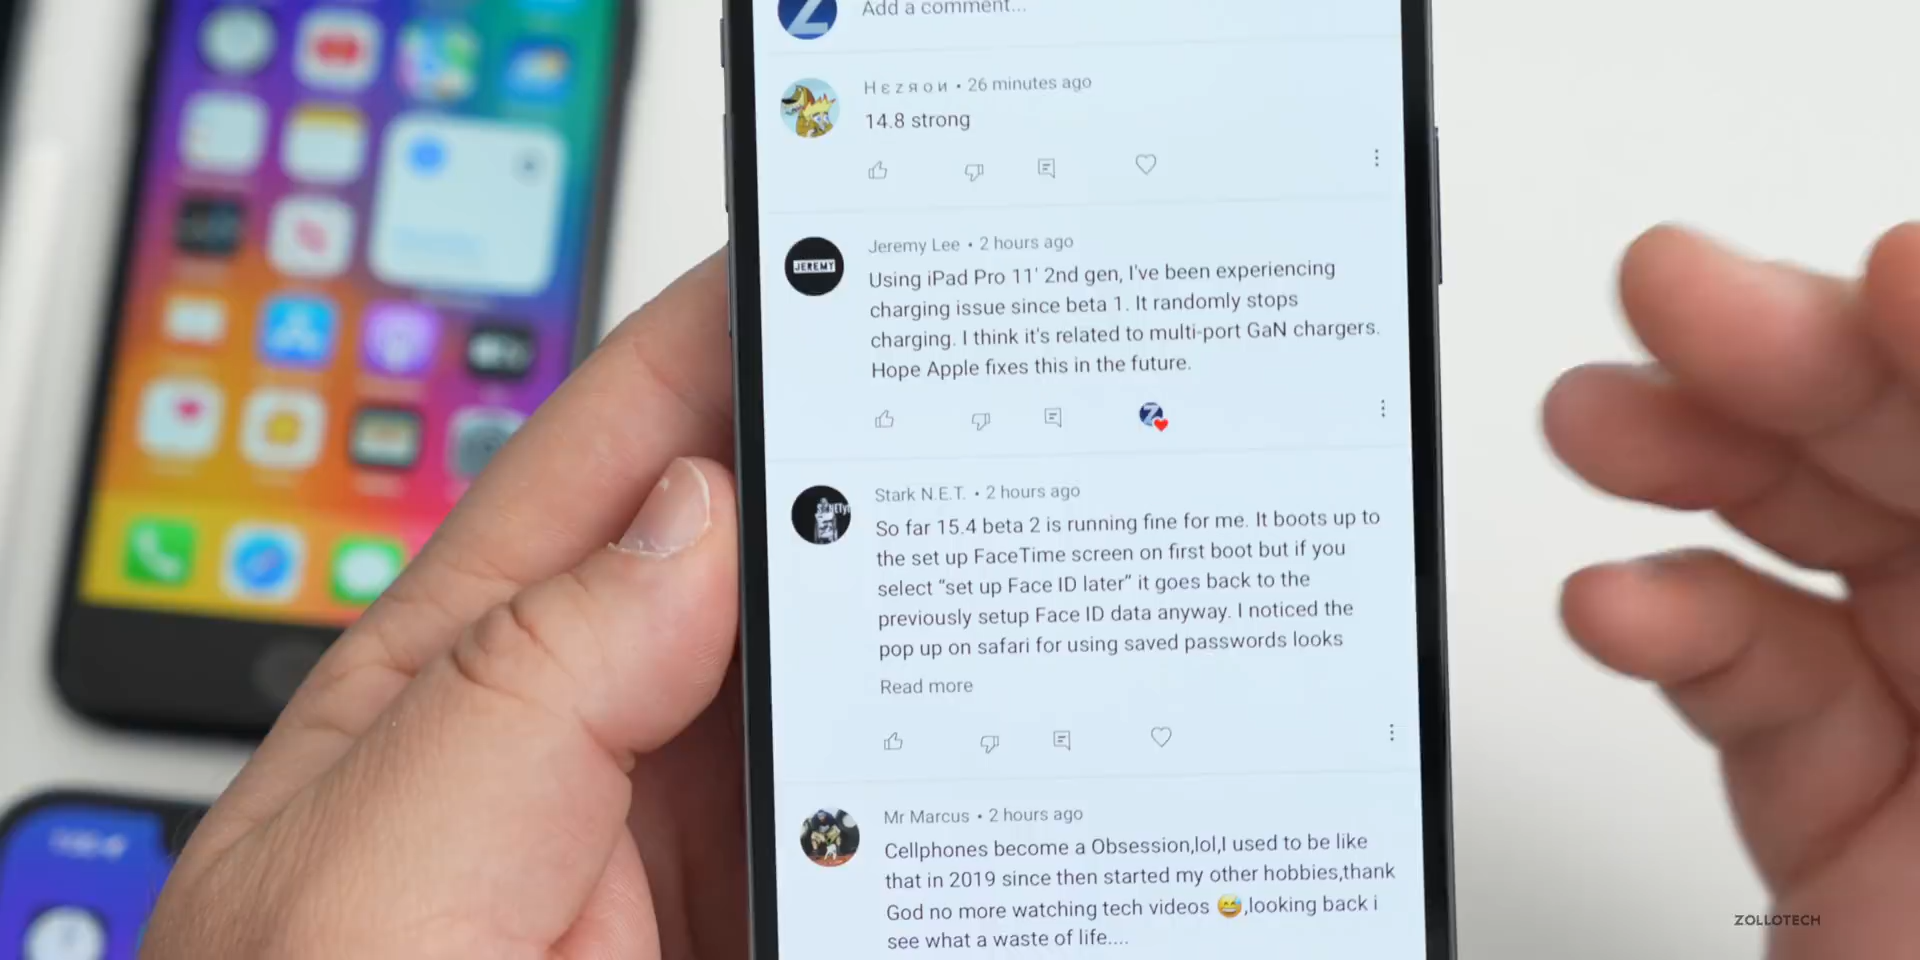 Add a comment...
Hεzяои • 26 minutes ago
14.8 strong
JEREMY
Jeremy Lee • 2 hours ago
Using iPad Pro 11' 2nd gen, I've been experiencing
charging issue since beta 1. It randomly stops
charging. I think it's related to multi-port GaN chargers.
Hope Apple fixes this in the future.
Stark N.E.T. • 2 hours ago
So far 15.4 beta 2 is running fine for me. It boots up to
the set up FaceTime screen on first boot but if you
select “set up Face ID later” it goes back to the
previously setup Face ID data anyway. I noticed the
pop up on safari for using saved passwords looks
Read more
Mr Marcus • 2 hours ago
Cellphones become a Obsession,lol,I used to be like
that in 2019 since then started my other hobbies,thank
God no more watching tech videos 😅,looking back i
see what a waste of life....
ZOLLOTECH